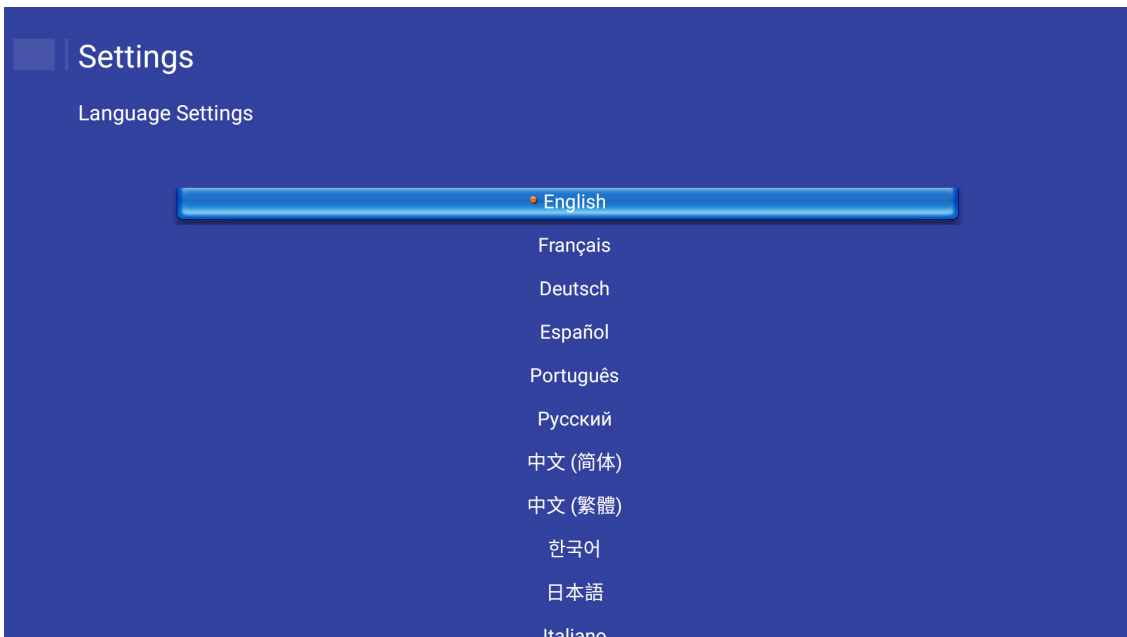 Settings
Language Settings
English
Français
Deutsch
Español
Português
Русский
中文 (简体)
中文 (繁體)
한국어
日本語
Italiano